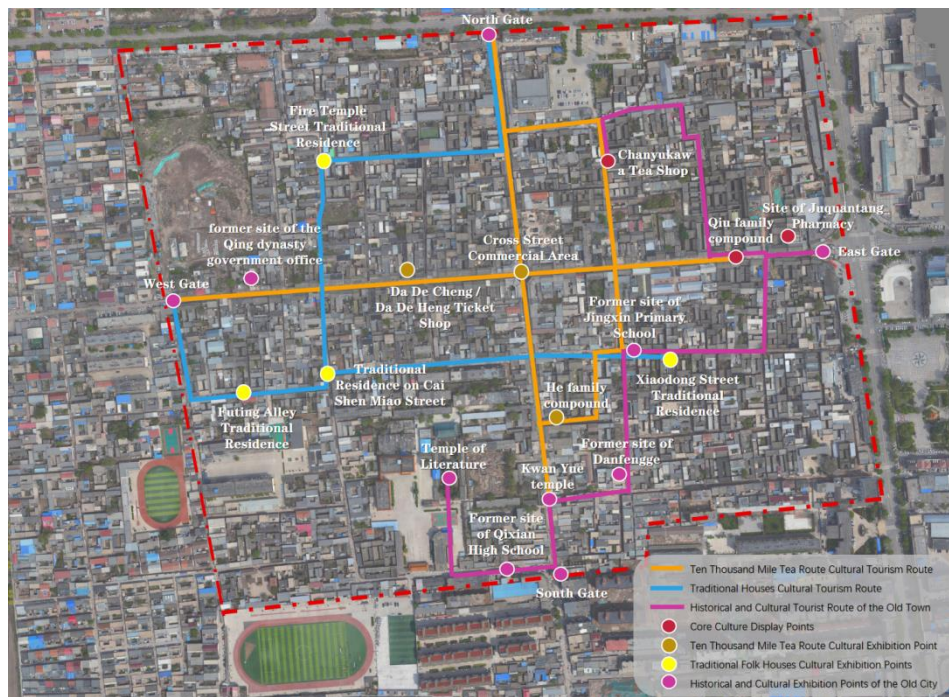 North Gate
Fire Temple
Street Traditional
Residence
Chanyukaw
a Tea Shop
former site of the
Qing dynasty
government office
Site of Juquantang
Pharmacy
Qiu family
compound
East Gate
Cross Street
Commercial Area
West Gate
Da De Cheng /
Da De Heng Ticket
Shop
Former site of
Jingxin Primary
School
Traditional
Residence on Cai
Shen Miao Street
Xiaodong Street
Traditional
Residence
He family
compound
Futing Alley
Traditional
Residence
Temple of
Literature
Former site of
Danfengge
Kwan Yue
temple
Former site
of Qixian
High School
South Gate
Ten Thousand Mile Tea Route Cultural Tourism Route
Traditional Houses Cultural Tourism Route
Historical and Cultural Tourist Route of the Old Town
Core Culture Display Points
Ten Thousand Mile Tea Route Cultural Exhibition Point
Traditional Folk Houses Cultural Exhibition Points
Historical and Cultural Exhibition Points of the Old City